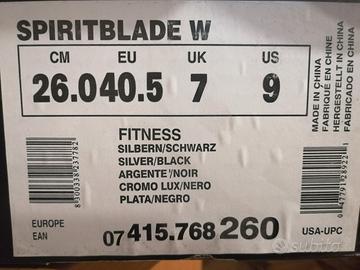 SPIRITBLADE W
CM EU UK US
26.0 40.5 7 9
FITNESS
SILBERN/SCHWARZ
SILVER/BLACK
ARGENTE'/NOIR
CROMO LUX/NERO
PLATA/NEGRO
EUROPE
EAN
07 415.768 260
USA-UPC
MADE IN CHINA
FABRIQUÉ EN CHINE
HERGESTELLT IN CHINA
FABRICADO EN CHINA
subito